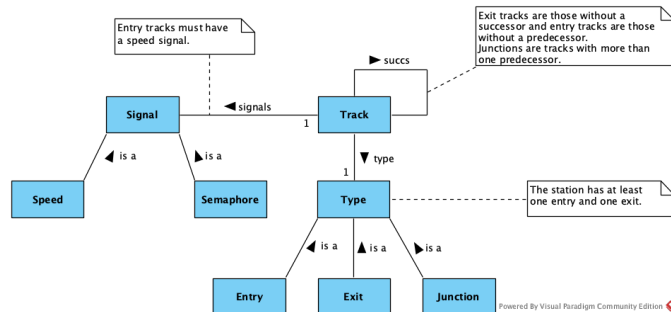 Entry tracks must have
a speed signal.
Exit tracks are those without a
successor and entry tracks are those
without a predecessor.
Junctions are tracks with more than
one predecessor.
succs
Signal
signals
1
Track
is a
is a
type
1
Speed
Semaphore
Type
The station has at least
one entry and one exit.
is a
is a
is a
Entry
Exit
Junction
Powered By Visual Paradigm Community Edition